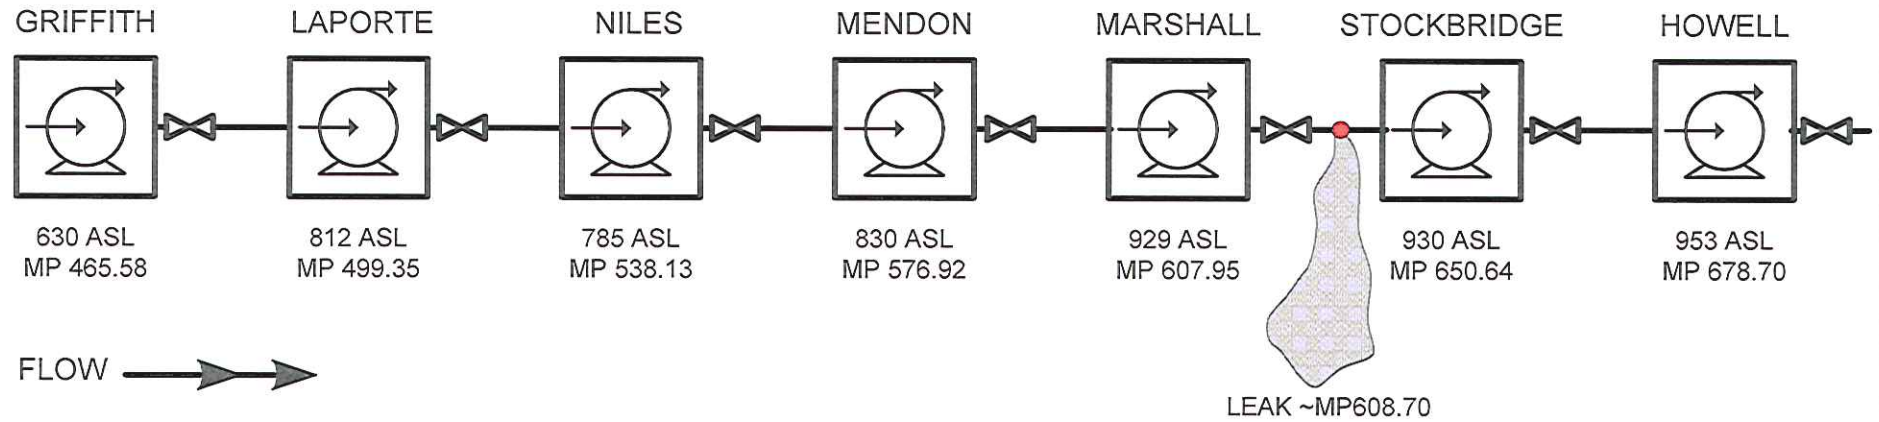 GRIFFITH LAPORTE NILES MENDON MARSHALL STOCKBRIDGE HOWELL
630 ASL 812 ASL 785 ASL 830 ASL 929 ASL 930 ASL 953 ASL
MP 465.58 MP 499.35 MP 538.13 MP 576.92 MP 607.95 MP 650.64 MP 678.70
FLOW
LEAK ~MP608.70